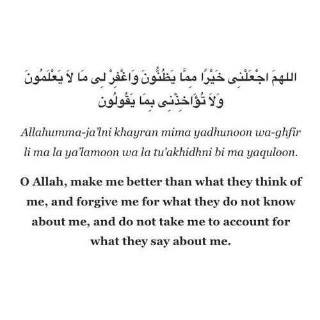 اللهمَ اجْعَلْنِى خَيْرًا مِمَّا يَظُنُّونَ وَاغْفِرْ لِى مَا لاَ يَعْلَمُونَ
وَلاَ تُؤَاخِذْنِى بِمَا يَقُولُون
Allahumma-ja'lni khayran mima yadhunoon wa-ghfir
li ma la ya'lamoon wa la tu'akhidhni bi ma yaquloon.
O Allah, make me better than what they think of
me, and forgive me for what they do not know
about me, and do not take me to account for
what they say about me.